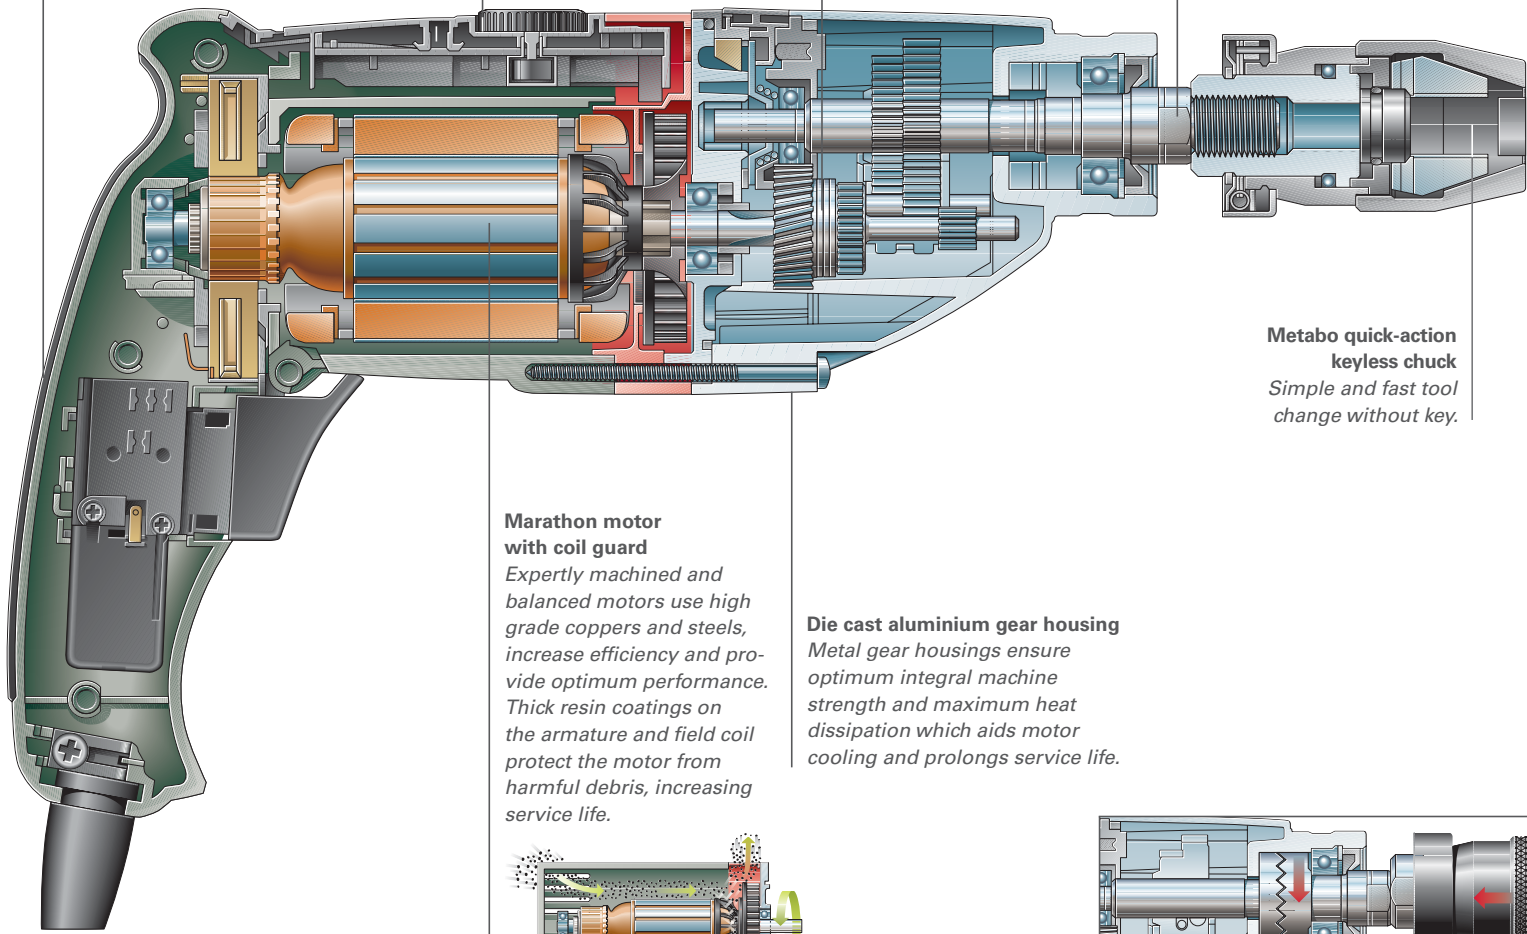 Metabo quick-action
keyless chuck
Simple and fast tool
change without key.
Marathon motor
with coil guard
Expertly machined and
balanced motors use high
grade coppers and steels,
increase efficiency and pro-
vide optimum performance.
Thick resin coatings on
the armature and field coil
protect the motor from
harmful debris, increasing
service life.
Die cast aluminium gear housing
Metal gear housings ensure
optimum integral machine
strength and maximum heat
dissipation which aids motor
cooling and prolongs service life.